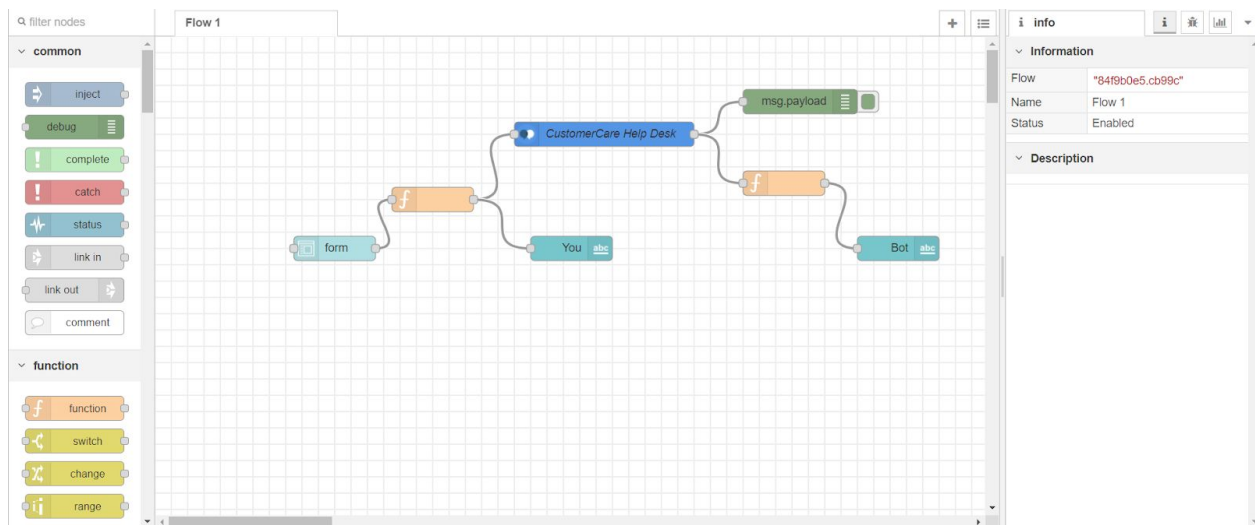 filter nodes
common
inject
debug
complete
catch
status
link in
link out
comment
function
function
switch
change
range
Flow 1
msg.payload
CustomerCare Help Desk
f
f
form
You abc
Bot abc
i info
i
Information
Flow "84f9b0e5.cb99c"
Name Flow 1
Status Enabled
Description